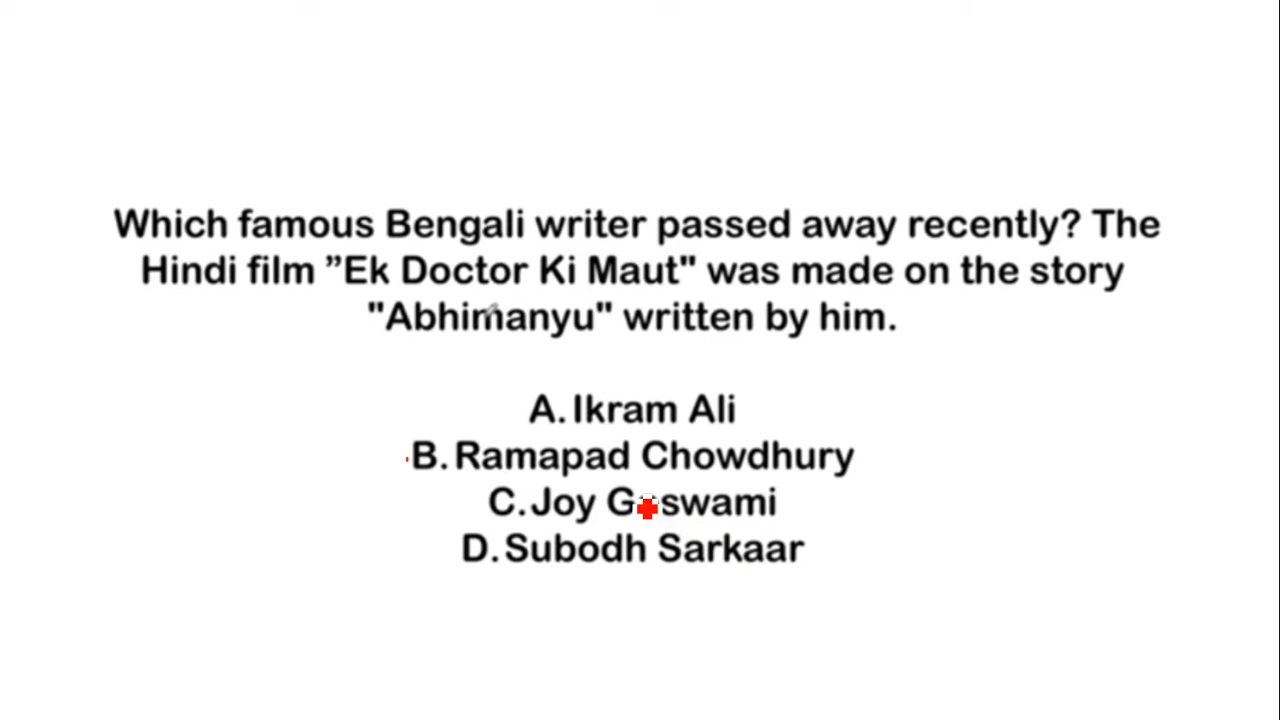 Which famous Bengali writer passed away recently? The
Hindi film ”Ek Doctor Ki Maut" was made on the story
"Abhimanyu" written by him.
A. Ikram Ali
B. Ramapad Chowdhury
C. Joy Goswami
D. Subodh Sarkaar